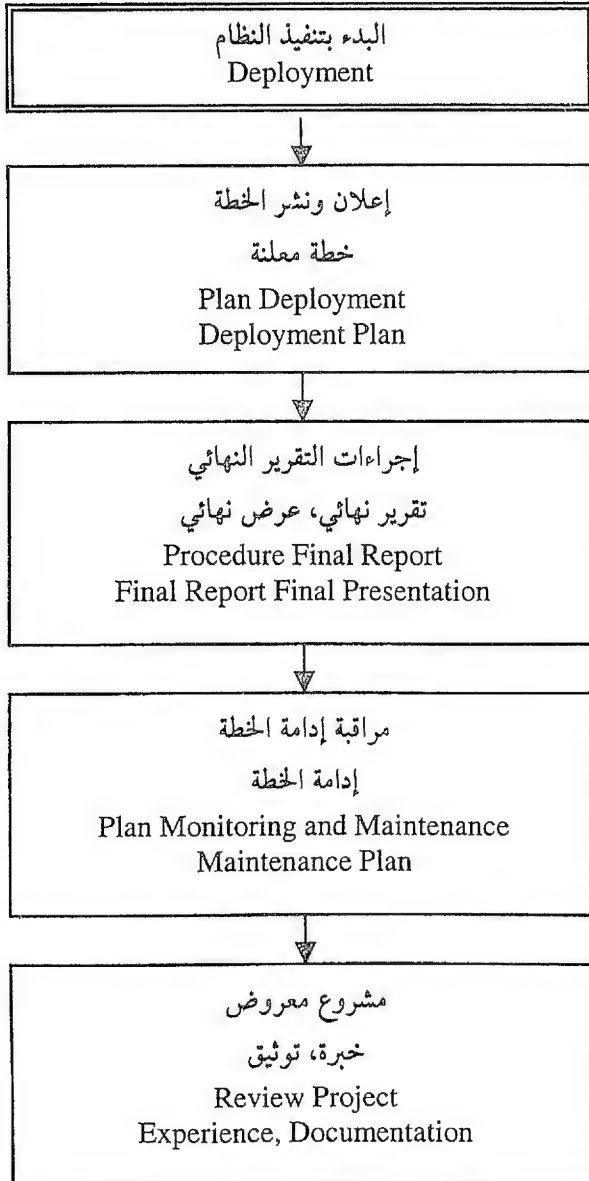 البدء بتنفيذ النظام
Deployment
إعلان ونشر الخطة
خطة معلنة
Plan Deployment
Deployment Plan
إجراءات التقرير النهائي
تقرير نهائي، عرض نهائي
Procedure Final Report
Final Report Final Presentation
مراقبة إدامة الخطة
إدامة الخطة
Plan Monitoring and Maintenance
Maintenance Plan
مشروع معروض
خبرة، توثيق
Review Project
Experience, Documentation